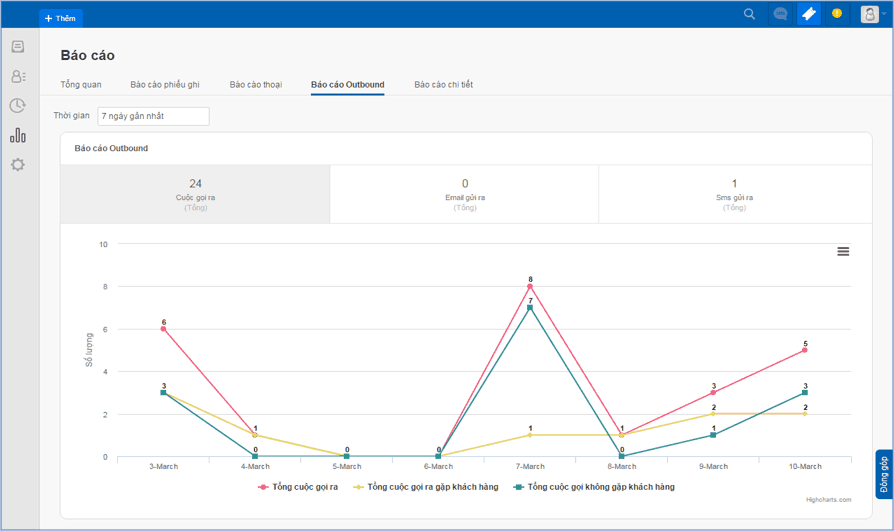 + Thêm
Báo cáo
Tổng quan Báo cáo phiếu ghi Báo cáo thoại Báo cáo Outbound Báo cáo chi tiết
Thời gian 7 ngày gần nhất
Báo cáo Outbound
24 0 1
Cuộc gọi ra Email gửi ra Sms gửi ra
(Tổng) (Tổng) (Tổng)
10
8
8
7
6
6
5
4
3 3 3
2
2 2
1 1 1 1
0
0 0 0 0
Số lượng
3-March 4-March 5-March 6-March 7-March 8-March 9-March 10-March
Tổng cuộc gọi ra Tổng cuộc gọi ra gặp khách hàng Tổng cuộc gọi không gặp khách hàng
Highcharts.com
Đóng góp